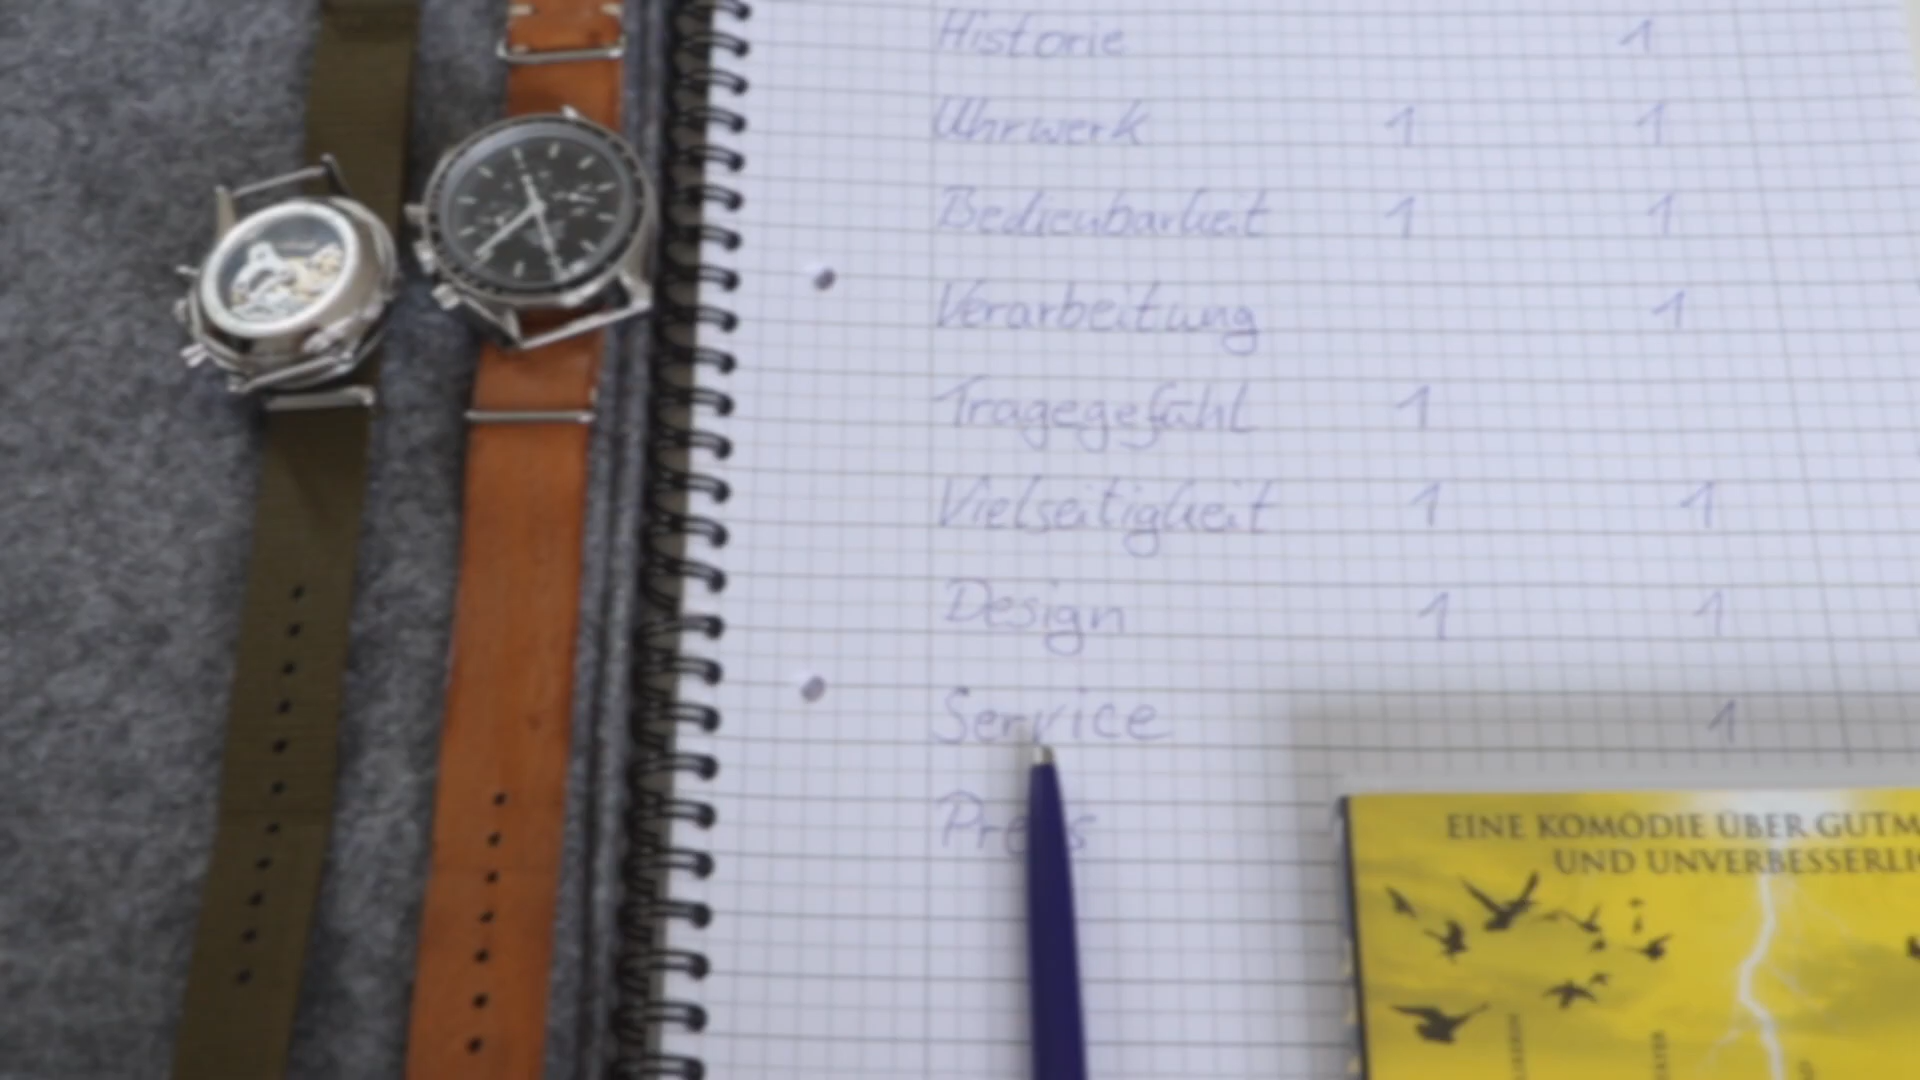 Historie 1
Uhrwerk 1 1
Bedienbarkeit 1 1
Verarbeitung 1
Tragegefühl 1
Vielseitigkeit 1 1
Design 1 1
Service 1
EINE KOMÖDIE ÜBER GUTM
UND UNVERBESSERLI